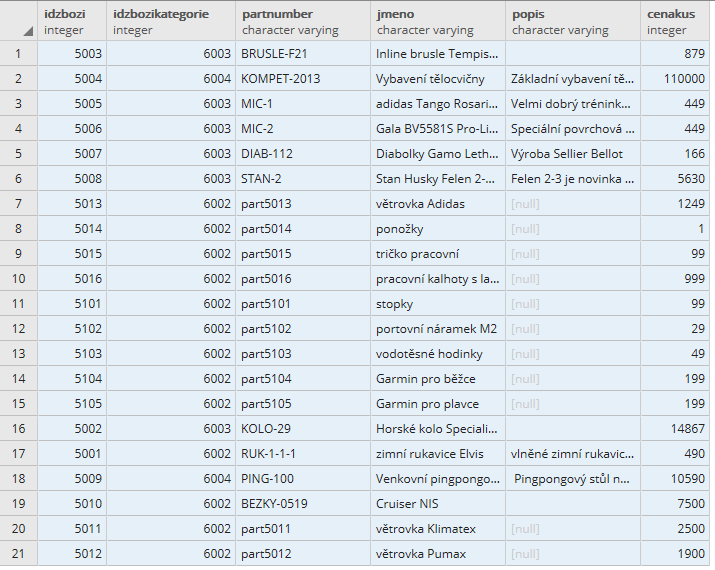 idzbozi idzbozikategorie partnumber jmeno popis cenakus
integer integer character varying character varying character varying integer
1 5003 6003 BRUSLE-F21 Inline brusle Tempis... 879
2 5004 6004 KOMPET-2013 Vybavení tělocvičny Základní vybavení tě... 110000
3 5005 6003 MIC-1 adidas Tango Rosari... Velmi dobrý trénink... 449
4 5006 6003 MIC-2 Gala BV5581S Pro-Li... Speciální povrchová ... 449
5 5007 6003 DIAB-112 Diabolky Gamo Leth... Výroba Sellier Bellot 166
6 5008 6003 STAN-2 Stan Husky Felen 2-... Felen 2-3 je novinka ... 5630
7 5013 6002 part5013 větrovka Adidas [null] 1249
8 5014 6002 part5014 ponožky [null] 1
9 5015 6002 part5015 tričko pracovní [null] 99
10 5016 6002 part5016 pracovní kalhoty s la... [null] 999
11 5101 6002 part5101 stopky [null] 99
12 5102 6002 part5102 portovní náramek M2 [null] 29
13 5103 6002 part5103 vodotěsné hodinky [null] 49
14 5104 6002 part5104 Garmin pro běžce [null] 199
15 5105 6002 part5105 Garmin pro plavce [null] 199
16 5002 6003 KOLO-29 Horské kolo Speciali... 14867
17 5001 6002 RUK-1-1-1 zimní rukavice Elvis vlněné zimní rukavic... 490
18 5009 6004 PING-100 Venkovní pingpongo... Pingpongový stůl n... 10590
19 5010 6002 BEZKY-0519 Cruiser NIS 7500
20 5011 6002 part5011 větrovka Klimatex [null] 2500
21 5012 6002 part5012 větrovka Pumax [null] 1900